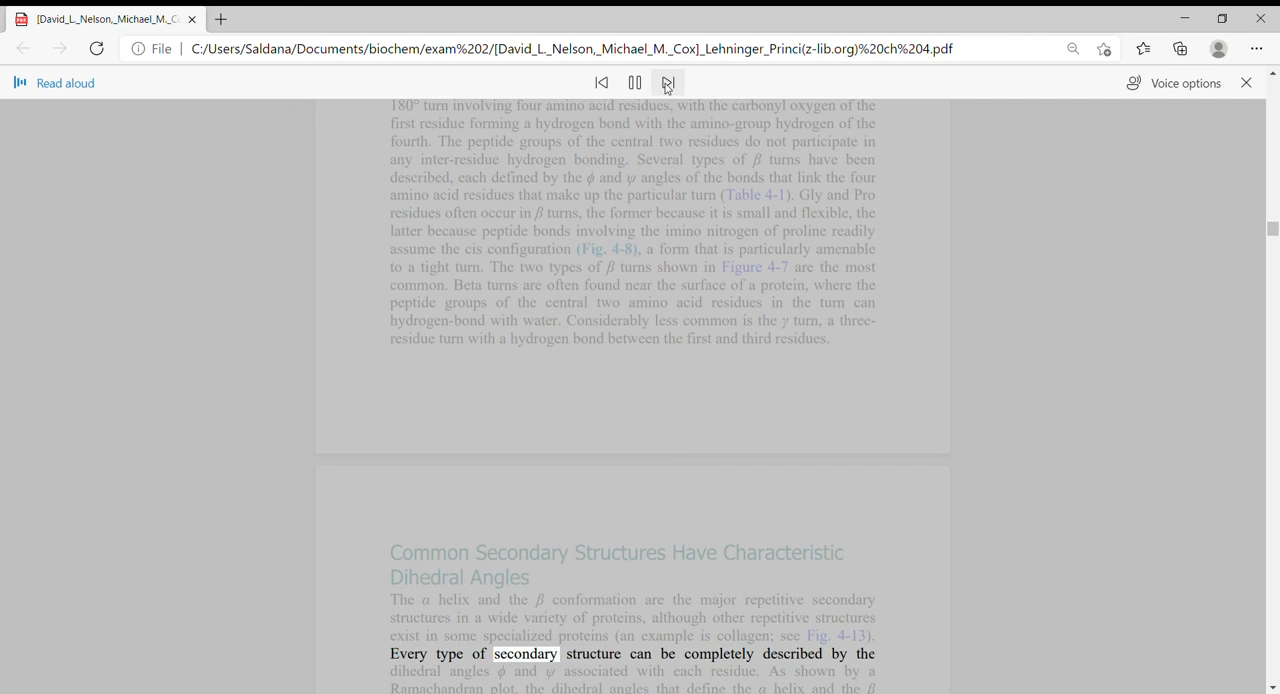 [David_L._Nelson,_Michael_M._C
File
C:/Users/Saldana/Documents/biochem/exam%202/[David_L._Nelson,_Michael_M._Cox]_Lehninger_Princi(z-lib.org)%20ch%204.pdf
Read aloud
Voice options
180° turn involving four amino acid residues, with the carbonyl oxygen of the
first residue forming a hydrogen bond with the amino-group hydrogen of the
fourth. The peptide groups of the central two residues do not participate in
any inter-residue hydrogen bonding. Several types of β turns have been
described, each defined by the ϕ and ψ angles of the bonds that link the four
amino acid residues that make up the particular turn (Table 4-1). Gly and Pro
residues often occur in β turns, the former because it is small and flexible, the
latter because peptide bonds involving the imino nitrogen of proline readily
assume the cis configuration (Fig. 4-8), a form that is particularly amenable
to a tight turn. The two types of β turns shown in Figure 4-7 are the most
common. Beta turns are often found near the surface of a protein, where the
peptide groups of the central two amino acid residues in the turn can
hydrogen-bond with water. Considerably less common is the γ turn, a three-
residue turn with a hydrogen bond between the first and third residues.
Common Secondary Structures Have Characteristic
Dihedral Angles
The α helix and the β conformation are the major repetitive secondary
structures in a wide variety of proteins, although other repetitive structures
exist in some specialized proteins (an example is collagen; see Fig. 4-13).
Every type of secondary structure can be completely described by the
dihedral angles ϕ and ψ associated with each residue. As shown by a
Ramachandran plot, the dihedral angles that define the α helix and the β